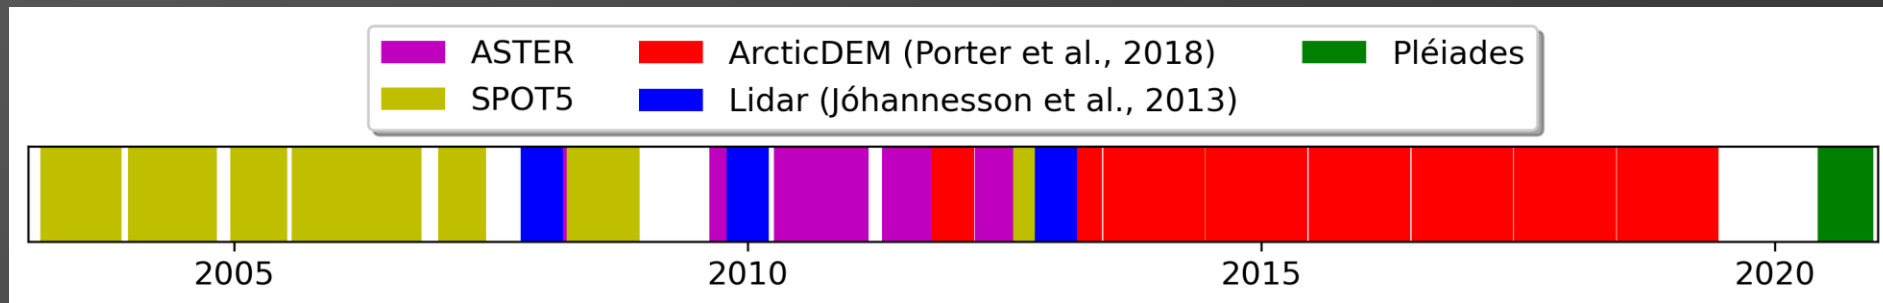 ASTER
SPOT5
ArcticDEM (Porter et al., 2018)
Lidar (Jóhannesson et al., 2013)
Pléiades
2005
2010
2015
2020